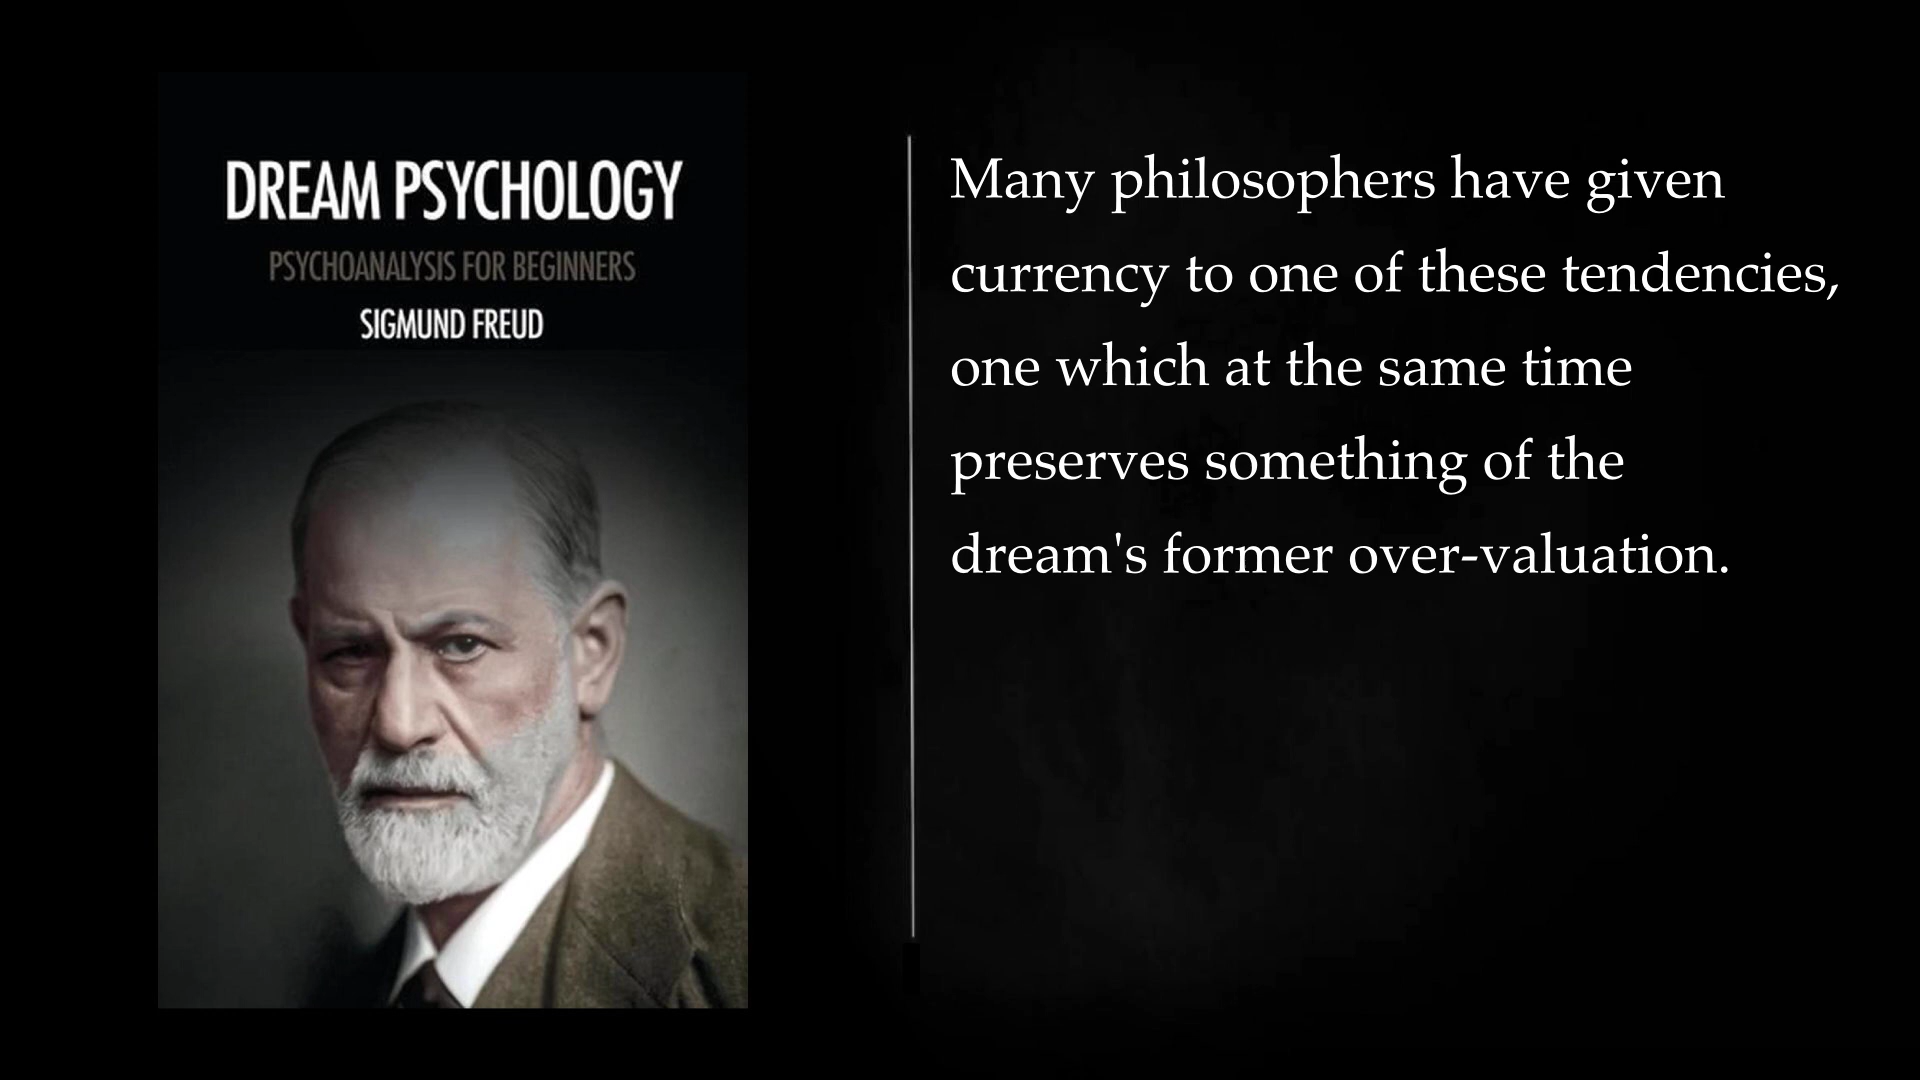 DREAM PSYCHOLOGY
PSYCHOANALYSIS FOR BEGINNERS
SIGMUND FREUD
Many philosophers have given
currency to one of these tendencies,
one which at the same time
preserves something of the
dream's former over-valuation.